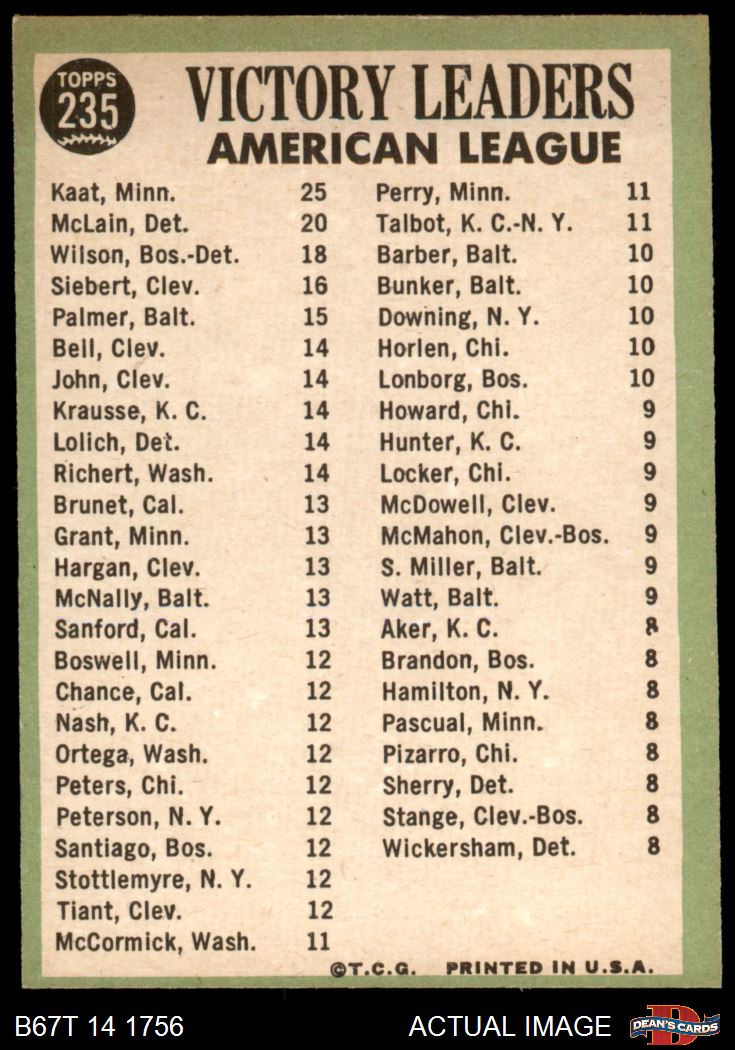 TOPPS
235
VICTORY LEADERS
AMERICAN LEAGUE
Kaat, Minn. 25
McLain, Det. 20
Wilson, Bos.-Det. 18
Siebert, Clev. 16
Palmer, Balt. 15
Bell, Clev. 14
John, Clev. 14
Krausse, K. C. 14
Lolich, Det. 14
Richert, Wash. 14
Brunet, Cal. 13
Grant, Minn. 13
Hargan, Clev. 13
McNally, Balt. 13
Sanford, Cal. 13
Boswell, Minn. 12
Chance, Cal. 12
Nash, K. C. 12
Ortega, Wash. 12
Peters, Chi. 12
Peterson, N. Y. 12
Santiago, Bos. 12
Stottlemyre, N. Y. 12
Tiant, Clev. 12
McCormick, Wash. 11
Perry, Minn. 11
Talbot, K. C.-N. Y. 11
Barber, Balt. 10
Bunker, Balt. 10
Downing, N. Y. 10
Horlen, Chi. 10
Lonborg, Bos. 10
Howard, Chi. 9
Hunter, K. C. 9
Locker, Chi. 9
McDowell, Clev. 9
McMahon, Clev.-Bos. 9
S. Miller, Balt. 9
Watt, Balt. 9
Aker, K. C. 8
Brandon, Bos. 8
Hamilton, N. Y. 8
Pascual, Minn. 8
Pizarro, Chi. 8
Sherry, Det. 8
Stange, Clev.-Bos. 8
Wickersham, Det. 8
©T.C.G. PRINTED IN U.S.A.
B67T 14 1756
ACTUAL IMAGE
D
DEAN'S CARDS